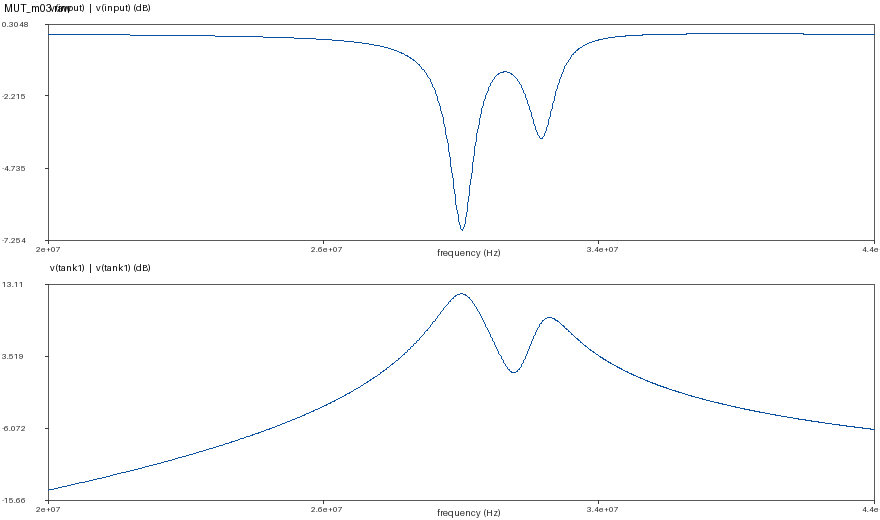 MUT_m03.raw v(input) | v(input) (dB)
0.3048
-2.215
-4.735
-7.254
2e+07 2.6e+07 3.4e+07 4.4e
frequency (Hz)
v(tank1) | v(tank1) (dB)
13.11
3.519
-6.072
-15.66
2e+07 2.6e+07 3.4e+07 4.4e
frequency (Hz)